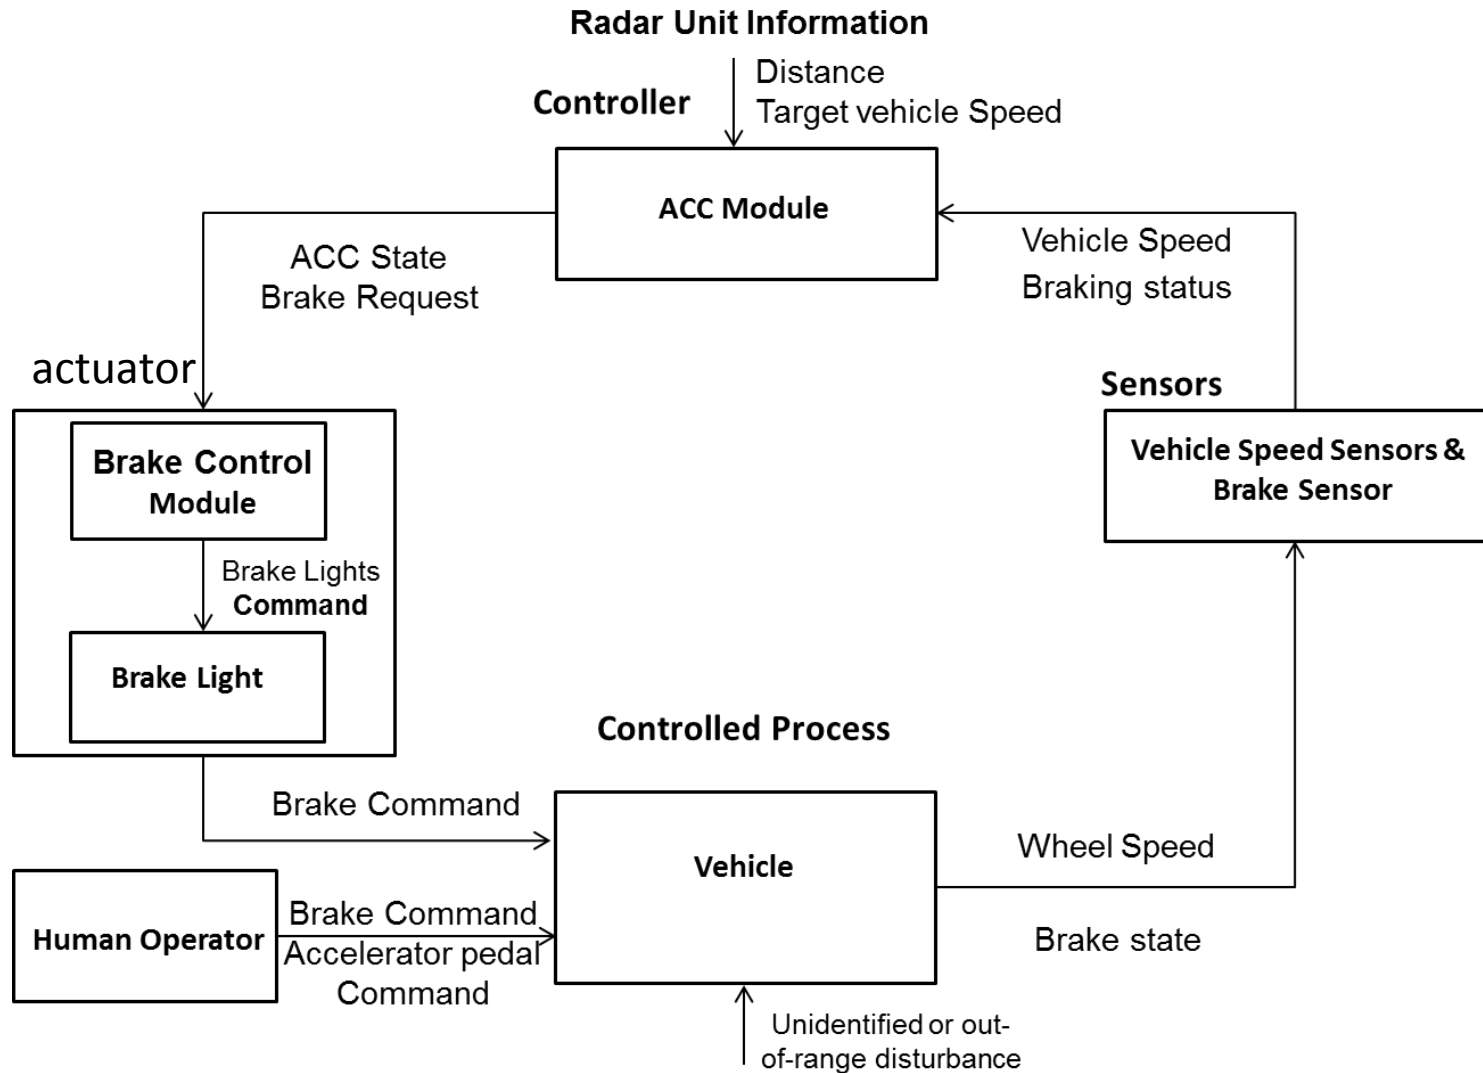 Radar Unit Information
Distance
Target vehicle Speed
Controller
ACC Module
ACC State
Brake Request
Vehicle Speed
Braking status
actuator
Sensors
Brake Control
Module
Vehicle Speed Sensors &
Brake Sensor
Brake Lights
Command
Brake Light
Controlled Process
Brake Command
Vehicle
Wheel Speed
Brake state
Human Operator
Brake Command
Accelerator pedal
Command
Unidentified or out-
of-range disturbance